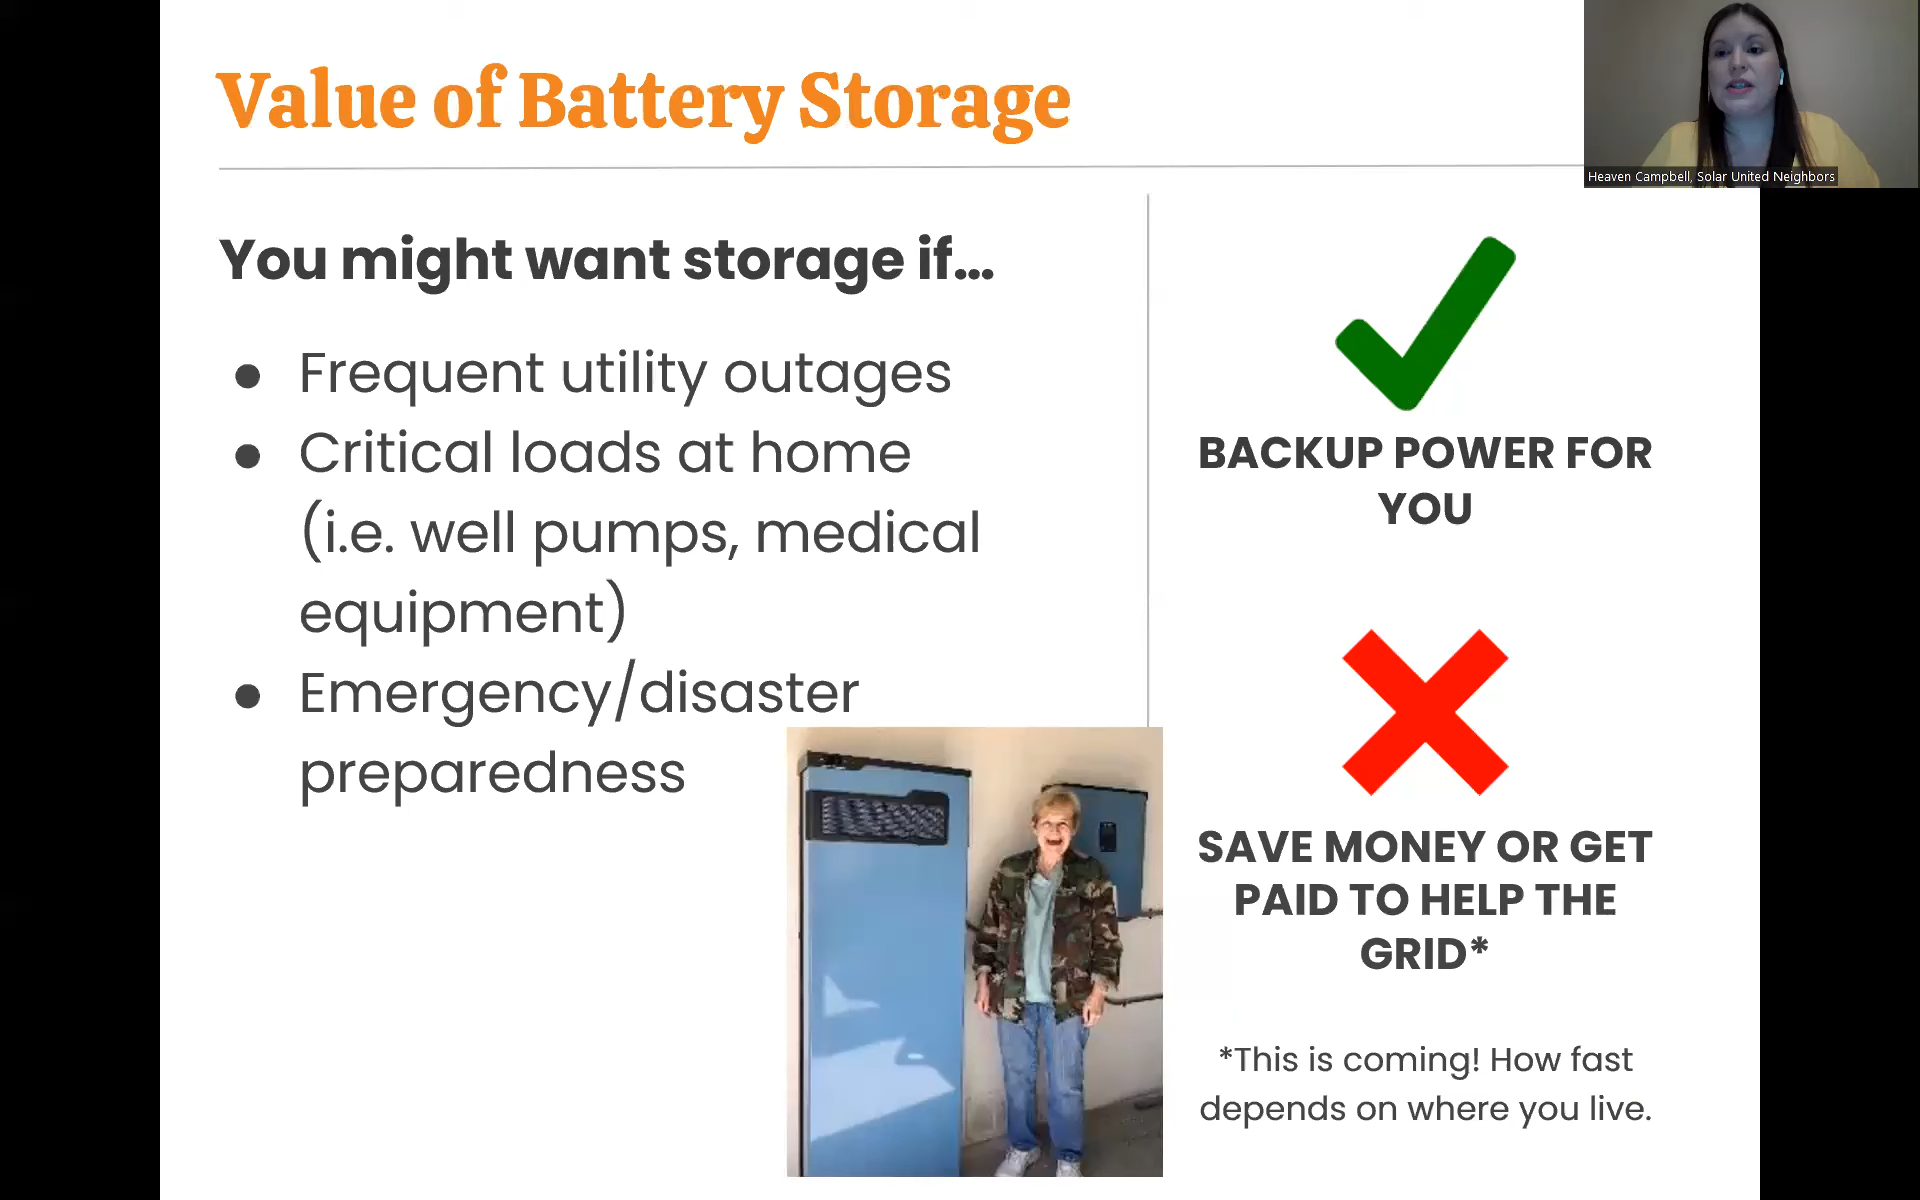 Value of Battery Storage
Heaven Campbell, Solar United Neighbors
You might want storage if...
● Frequent utility outages
● Critical loads at home
(i.e. well pumps, medical
equipment)
● Emergency/disaster
preparedness
BACKUP POWER FOR
YOU
SAVE MONEY OR GET
PAID TO HELP THE
GRID*
*This is coming! How fast
depends on where you live.